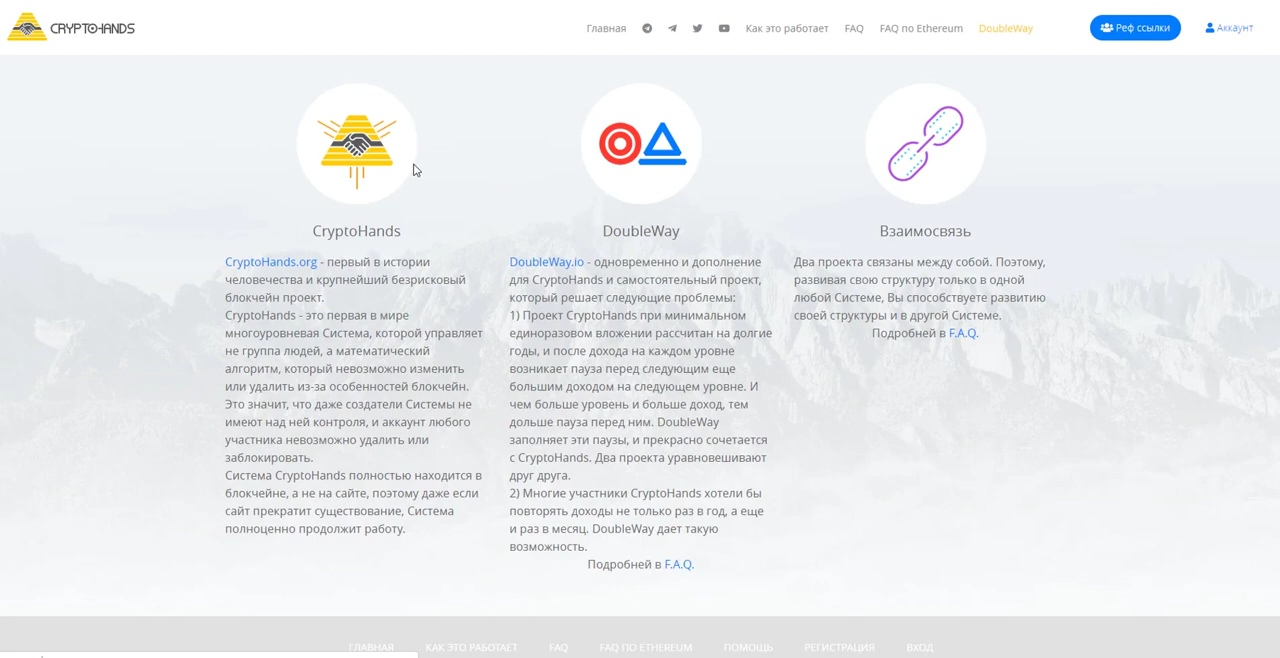 CRYPTOHANDS
Главная
Как это работает
FAQ
FAQ по Ethereum
DoubleWay
Реф ссылки
Аккаунт
CryptoHands
CryptoHands.org - первый в истории
человечества и крупнейший безрисковый
блокчейн проект.
CryptoHands - это первая в мире
многоуровневая Система, которой управляет
не группа людей, а математический
алгоритм, который невозможно изменить
или удалить из-за особенностей блокчейн.
Это значит, что даже создатели Системы не
имеют над ней контроля, и аккаунт любого
участника невозможно удалить или
заблокировать.
Система CryptoHands полностью находится в
блокчейне, а не на сайте, поэтому даже если
сайт прекратит существование, Система
полноценно продолжит работу.
DoubleWay
DoubleWay.io - одновременно и дополнение
для CryptoHands и самостоятельный проект,
который решает следующие проблемы:
1) Проект CryptoHands при минимальном
единоразовом вложении рассчитан на долгие
годы, и после дохода на каждом уровне
возникает пауза перед следующим еще
большим доходом на следующем уровне. И
чем больше уровень и больше доход, тем
дольше пауза перед ним. DoubleWay
заполняет эти паузы, и прекрасно сочетается
с CryptoHands. Два проекта уравновешивают
друг друга.
2) Многие участники CryptoHands хотели бы
повторять доходы не только раз в год, а еще
и раз в месяц. DoubleWay дает такую
возможность.
Подробней в F.A.Q.
Взаимосвязь
Два проекта связаны между собой. Поэтому,
развивая свою структуру только в одной
любой Системе, Вы способствуете развитию
своей структуры и в другой Системе.
Подробней в F.A.Q.
ГЛАВНАЯ
КАК ЭТО РАБОТАЕТ
FAQ
FAQ ПО ETHEREUM
ПОМОЩЬ
РЕГИСТРАЦИЯ
ВХОД